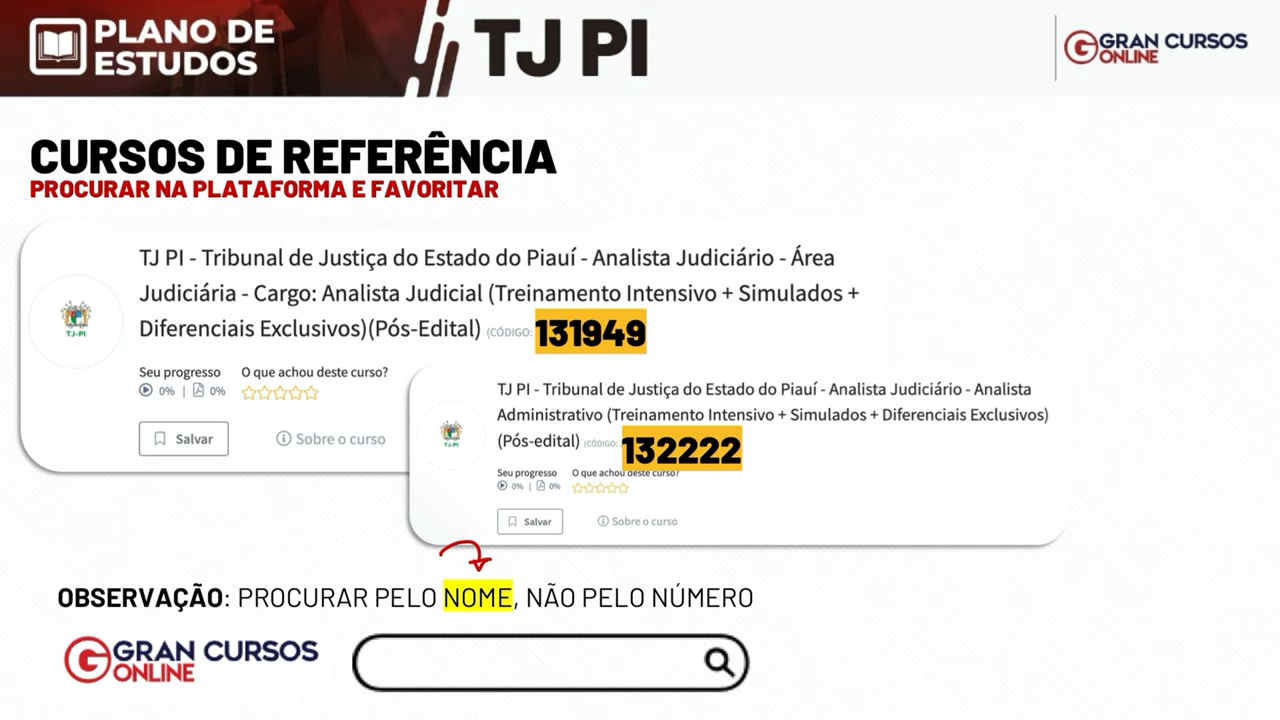 PLANO DE
ESTUDOS
TJ PI
GRAN CURSOS
ONLINE
CURSOS DE REFERÊNCIA
PROCURAR NA PLATAFORMA E FAVORITAR
TJ PI - Tribunal de Justiça do Estado do Piauí - Analista Judiciário - Área
Judiciária - Cargo: Analista Judicial (Treinamento Intensivo + Simulados +
Diferenciais Exclusivos)(Pós-Edital) (CÓDIGO: 131949
TJ-PI
Seu progresso O que achou deste curso?
0% | 0%
Salvar Sobre o curso
TJ PI - Tribunal de Justiça do Estado do Piauí - Analista Judiciário - Analista
Administrativo (Treinamento Intensivo + Simulados + Diferenciais Exclusivos)
(Pós-edital) (CÓDIGO: 132222
TJ-PI
Seu progresso O que achou deste curso?
0% | 0%
Salvar Sobre o curso
OBSERVAÇÃO: PROCURAR PELO NOME, NÃO PELO NÚMERO
GRAN CURSOS
ONLINE